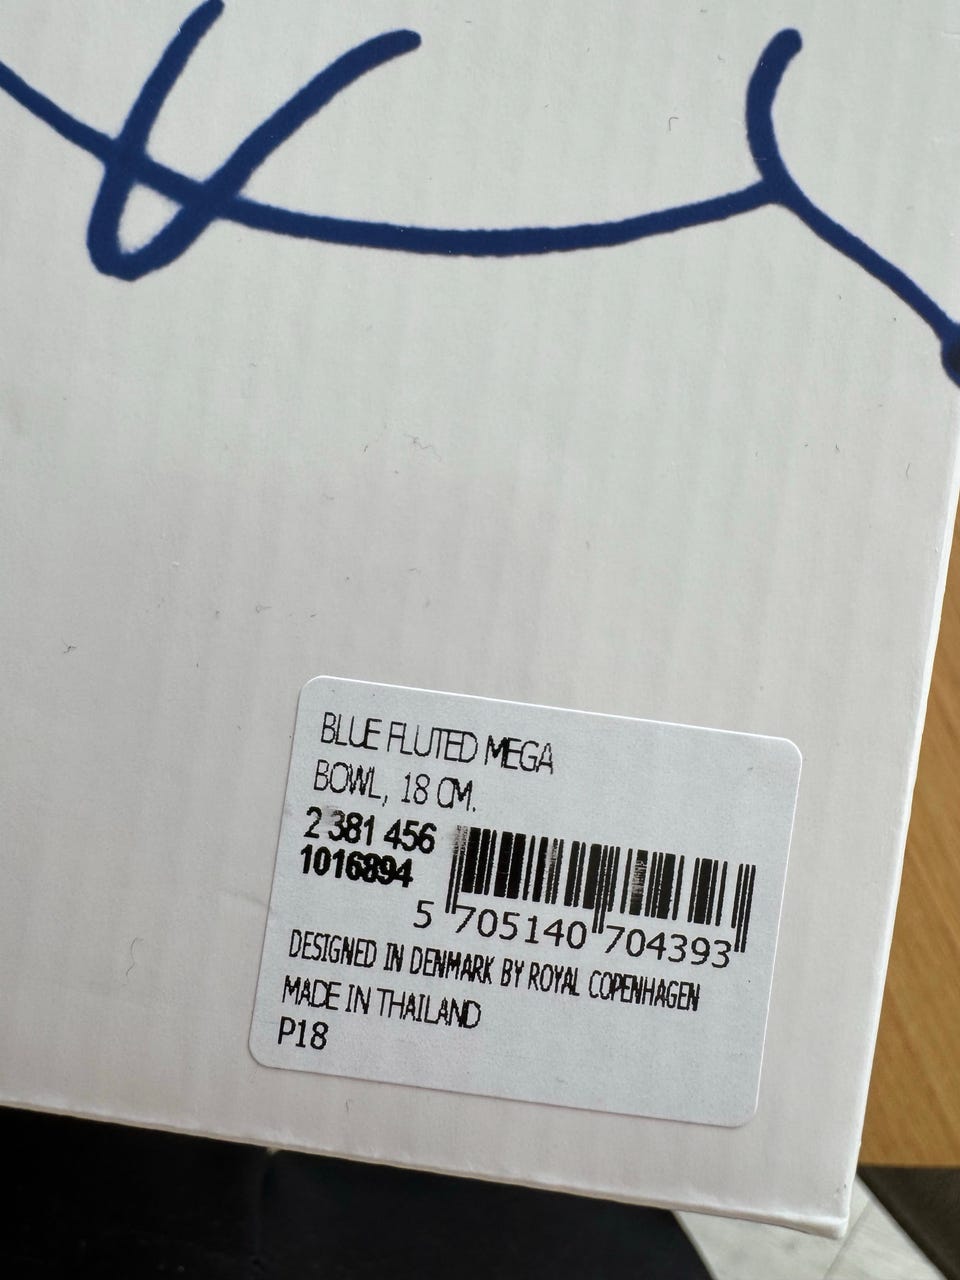 BLUE FLUTED MEGA
BOWL, 18 CM.
2 381 456
1016894
5 705140 704393
DESIGNED IN DENMARK BY ROYAL COPENHAGEN
MADE IN THAILAND
P18